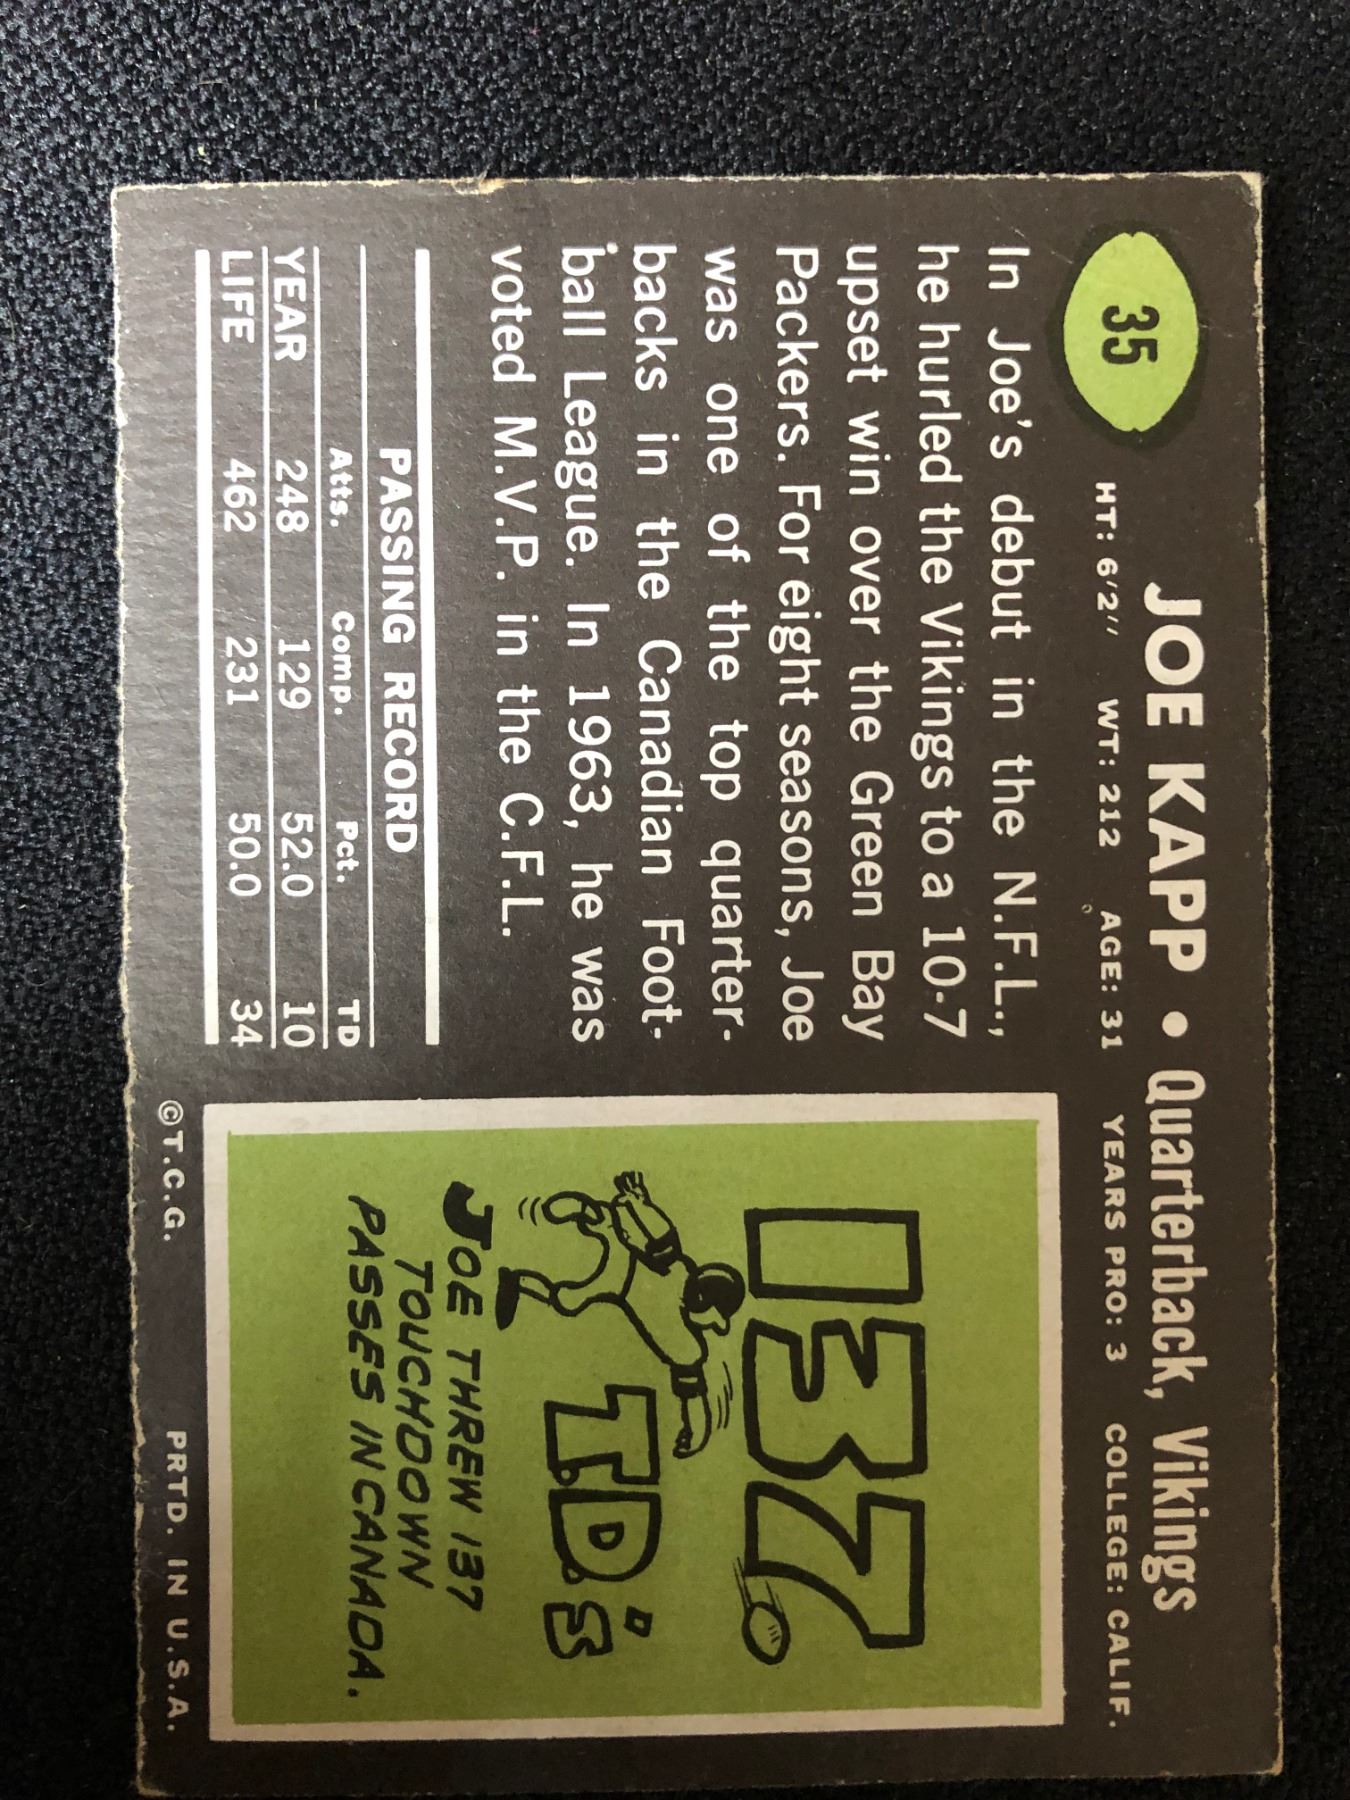 35
JOE KAPP • Quarterback, Vikings
HT: 6'2" WT: 212 AGE: 31 YEARS PRO: 3 COLLEGE: CALIF.
In Joe's debut in the N.F.L.,
he hurled the Vikings to a 10-7
upset win over the Green Bay
Packers. For eight seasons, Joe
was one of the top quarter-
backs in the Canadian Foot-
ball League. In 1963, he was
voted M.V.P. in the C.F.L.
PASSING RECORD
Atts. Comp. Pct. TD
YEAR 248 129 52.0 10
LIFE 462 231 50.0 34
137
T.D.'s
JOE THREW 137
TOUCHDOWN
PASSES IN CANADA.
©T.C.G. PRTD. IN U.S.A.